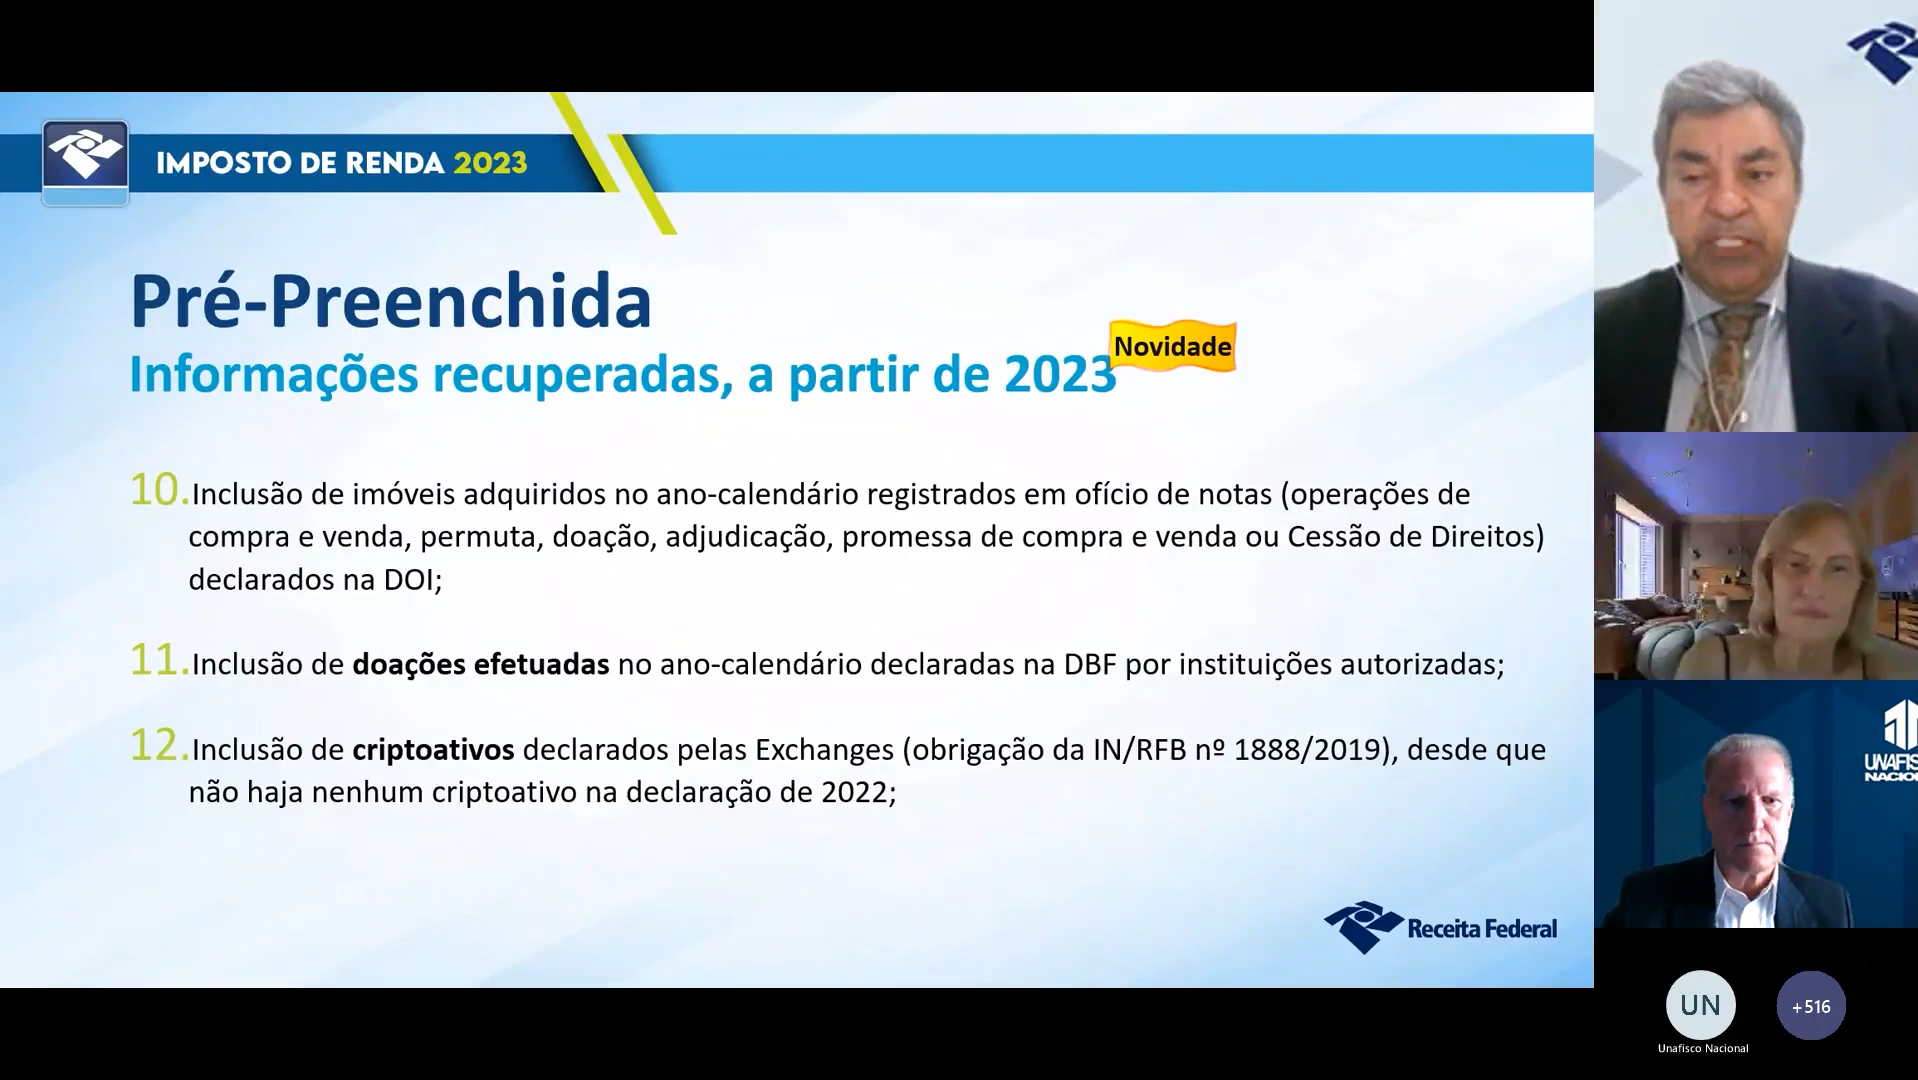 IMPOSTO DE RENDA 2023
Pré-Preenchida
Novidade
Informações recuperadas, a partir de 2023
10. Inclusão de imóveis adquiridos no ano-calendário registrados em ofício de notas (operações de
compra e venda, permuta, doação, adjudicação, promessa de compra e venda ou Cessão de Direitos)
declarados na DOI;
11. Inclusão de doações efetuadas no ano-calendário declaradas na DBF por instituições autorizadas;
12. Inclusão de criptoativos declarados pelas Exchanges (obrigação da IN/RFB nº 1888/2019), desde que
não haja nenhum criptoativo na declaração de 2022;
Receita Federal
UNAFIS
NACIO
UN
+516
Unafisco Nacional